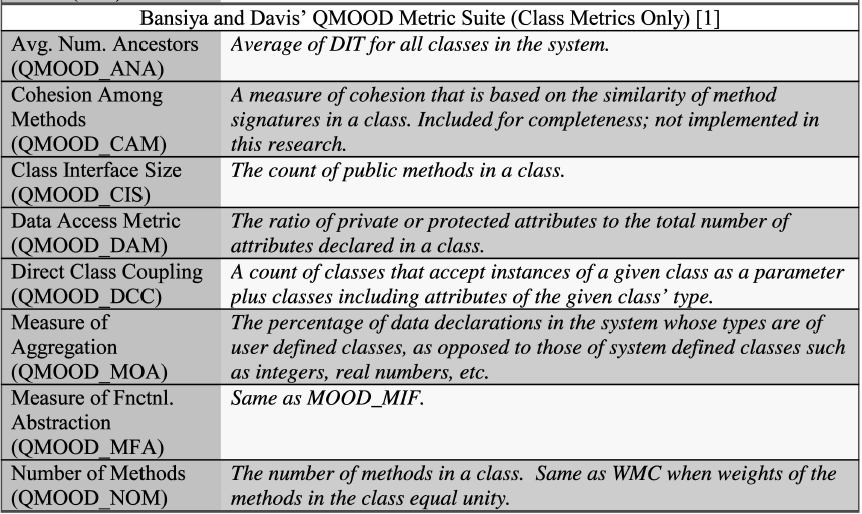 Bansiya and Davis' QMOOD Metric Suite (Class Metrics Only) [1]
Avg. Num. Ancestors
(QMOOD_ANA)
Average of DIT for all classes in the system.
Cohesion Among
Methods
(QMOOD_CAM)
A measure of cohesion that is based on the similarity of method
signatures in a class. Included for completeness; not implemented in
this research.
Class Interface Size
(QMOOD_CIS)
The count of public methods in a class.
Data Access Metric
(QMOOD_DAM)
The ratio of private or protected attributes to the total number of
attributes declared in a class.
Direct Class Coupling
(QMOOD_DCC)
A count of classes that accept instances of a given class as a parameter
plus classes including attributes of the given class' type.
Measure of
Aggregation
(QMOOD_MOA)
The percentage of data declarations in the system whose types are of
user defined classes, as opposed to those of system defined classes such
as integers, real numbers, etc.
Measure of Fnctnl.
Abstraction
(QMOOD_MFA)
Same as MOOD_MIF.
Number of Methods
(QMOOD_NOM)
The number of methods in a class. Same as WMC when weights of the
methods in the class equal unity.